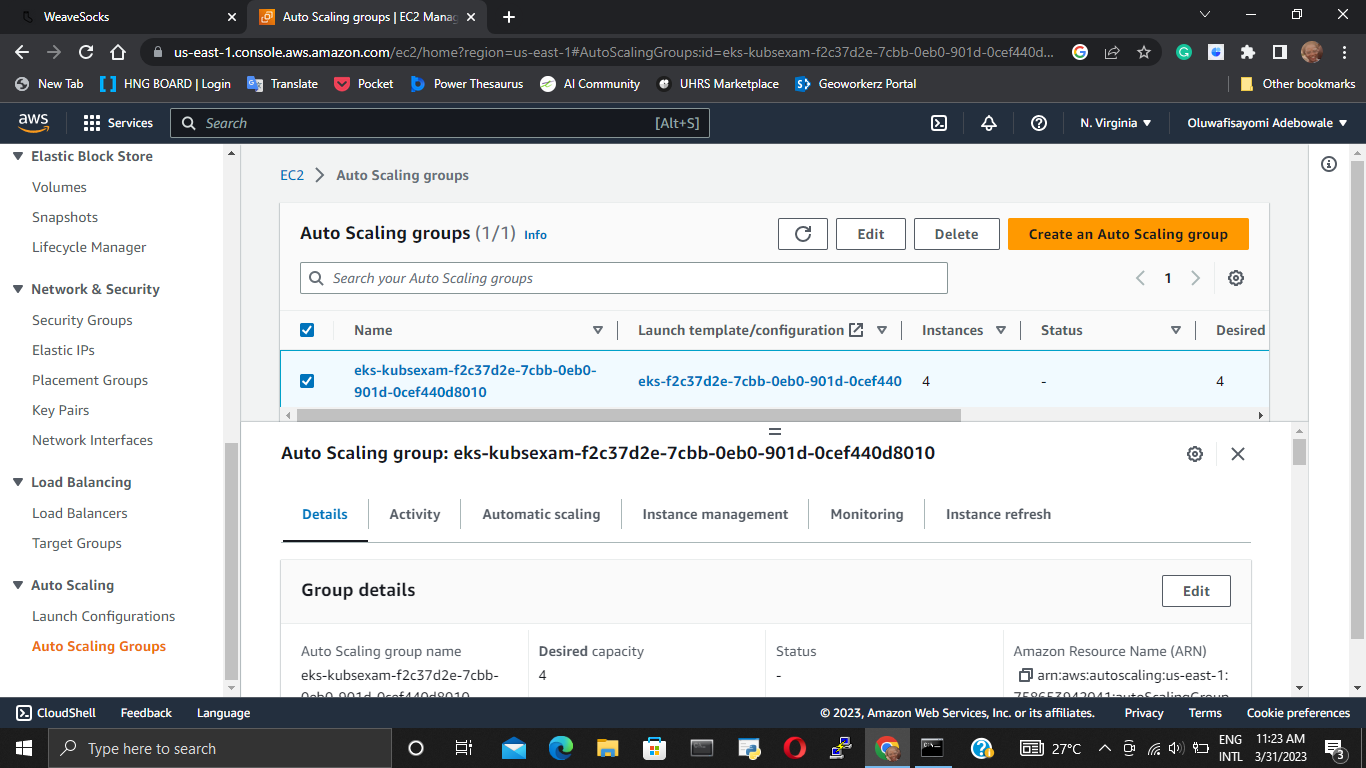 WeaveSocks
Auto Scaling groups | EC2 Manag
us-east-1.console.aws.amazon.com/ec2/home?region=us-east-1#AutoScalingGroups:id=eks-kubsexam-f2c37d2e-7cbb-0eb0-901d-0cef440d...
New Tab
HNG BOARD | Login
Translate
Pocket
Power Thesaurus
AI Community
UHRS Marketplace
Geoworkerz Portal
Other bookmarks
aws
Services
Search
[Alt+S]
N. Virginia
Oluwafisayomi Adebowale
Elastic Block Store
Volumes
Snapshots
Lifecycle Manager
Network & Security
Security Groups
Elastic IPs
Placement Groups
Key Pairs
Network Interfaces
Load Balancing
Load Balancers
Target Groups
Auto Scaling
Launch Configurations
Auto Scaling Groups
EC2 > Auto Scaling groups
Auto Scaling groups (1/1) Info
Edit
Delete
Create an Auto Scaling group
Search your Auto Scaling groups
1
Name
Launch template/configuration
Instances
Status
Desired
eks-kubsexam-f2c37d2e-7cbb-0eb0-
901d-0cef440d8010
eks-f2c37d2e-7cbb-0eb0-901d-0cef440
4
-
4
Auto Scaling group: eks-kubsexam-f2c37d2e-7cbb-0eb0-901d-0cef440d8010
Details
Activity
Automatic scaling
Instance management
Monitoring
Instance refresh
Group details
Edit
Auto Scaling group name
eks-kubsexam-f2c37d2e-7cbb-
0eb0-901d-0cef440d8010
Desired capacity
4
Status
-
Amazon Resource Name (ARN)
arn:aws:autoscaling:us-east-1:
758653942041:autoScalingGroup
CloudShell
Feedback
Language
© 2023, Amazon Web Services, Inc. or its affiliates.
Privacy
Terms
Cookie preferences
Type here to search
27°C
ENG
INTL
11:23 AM
3/31/2023
3